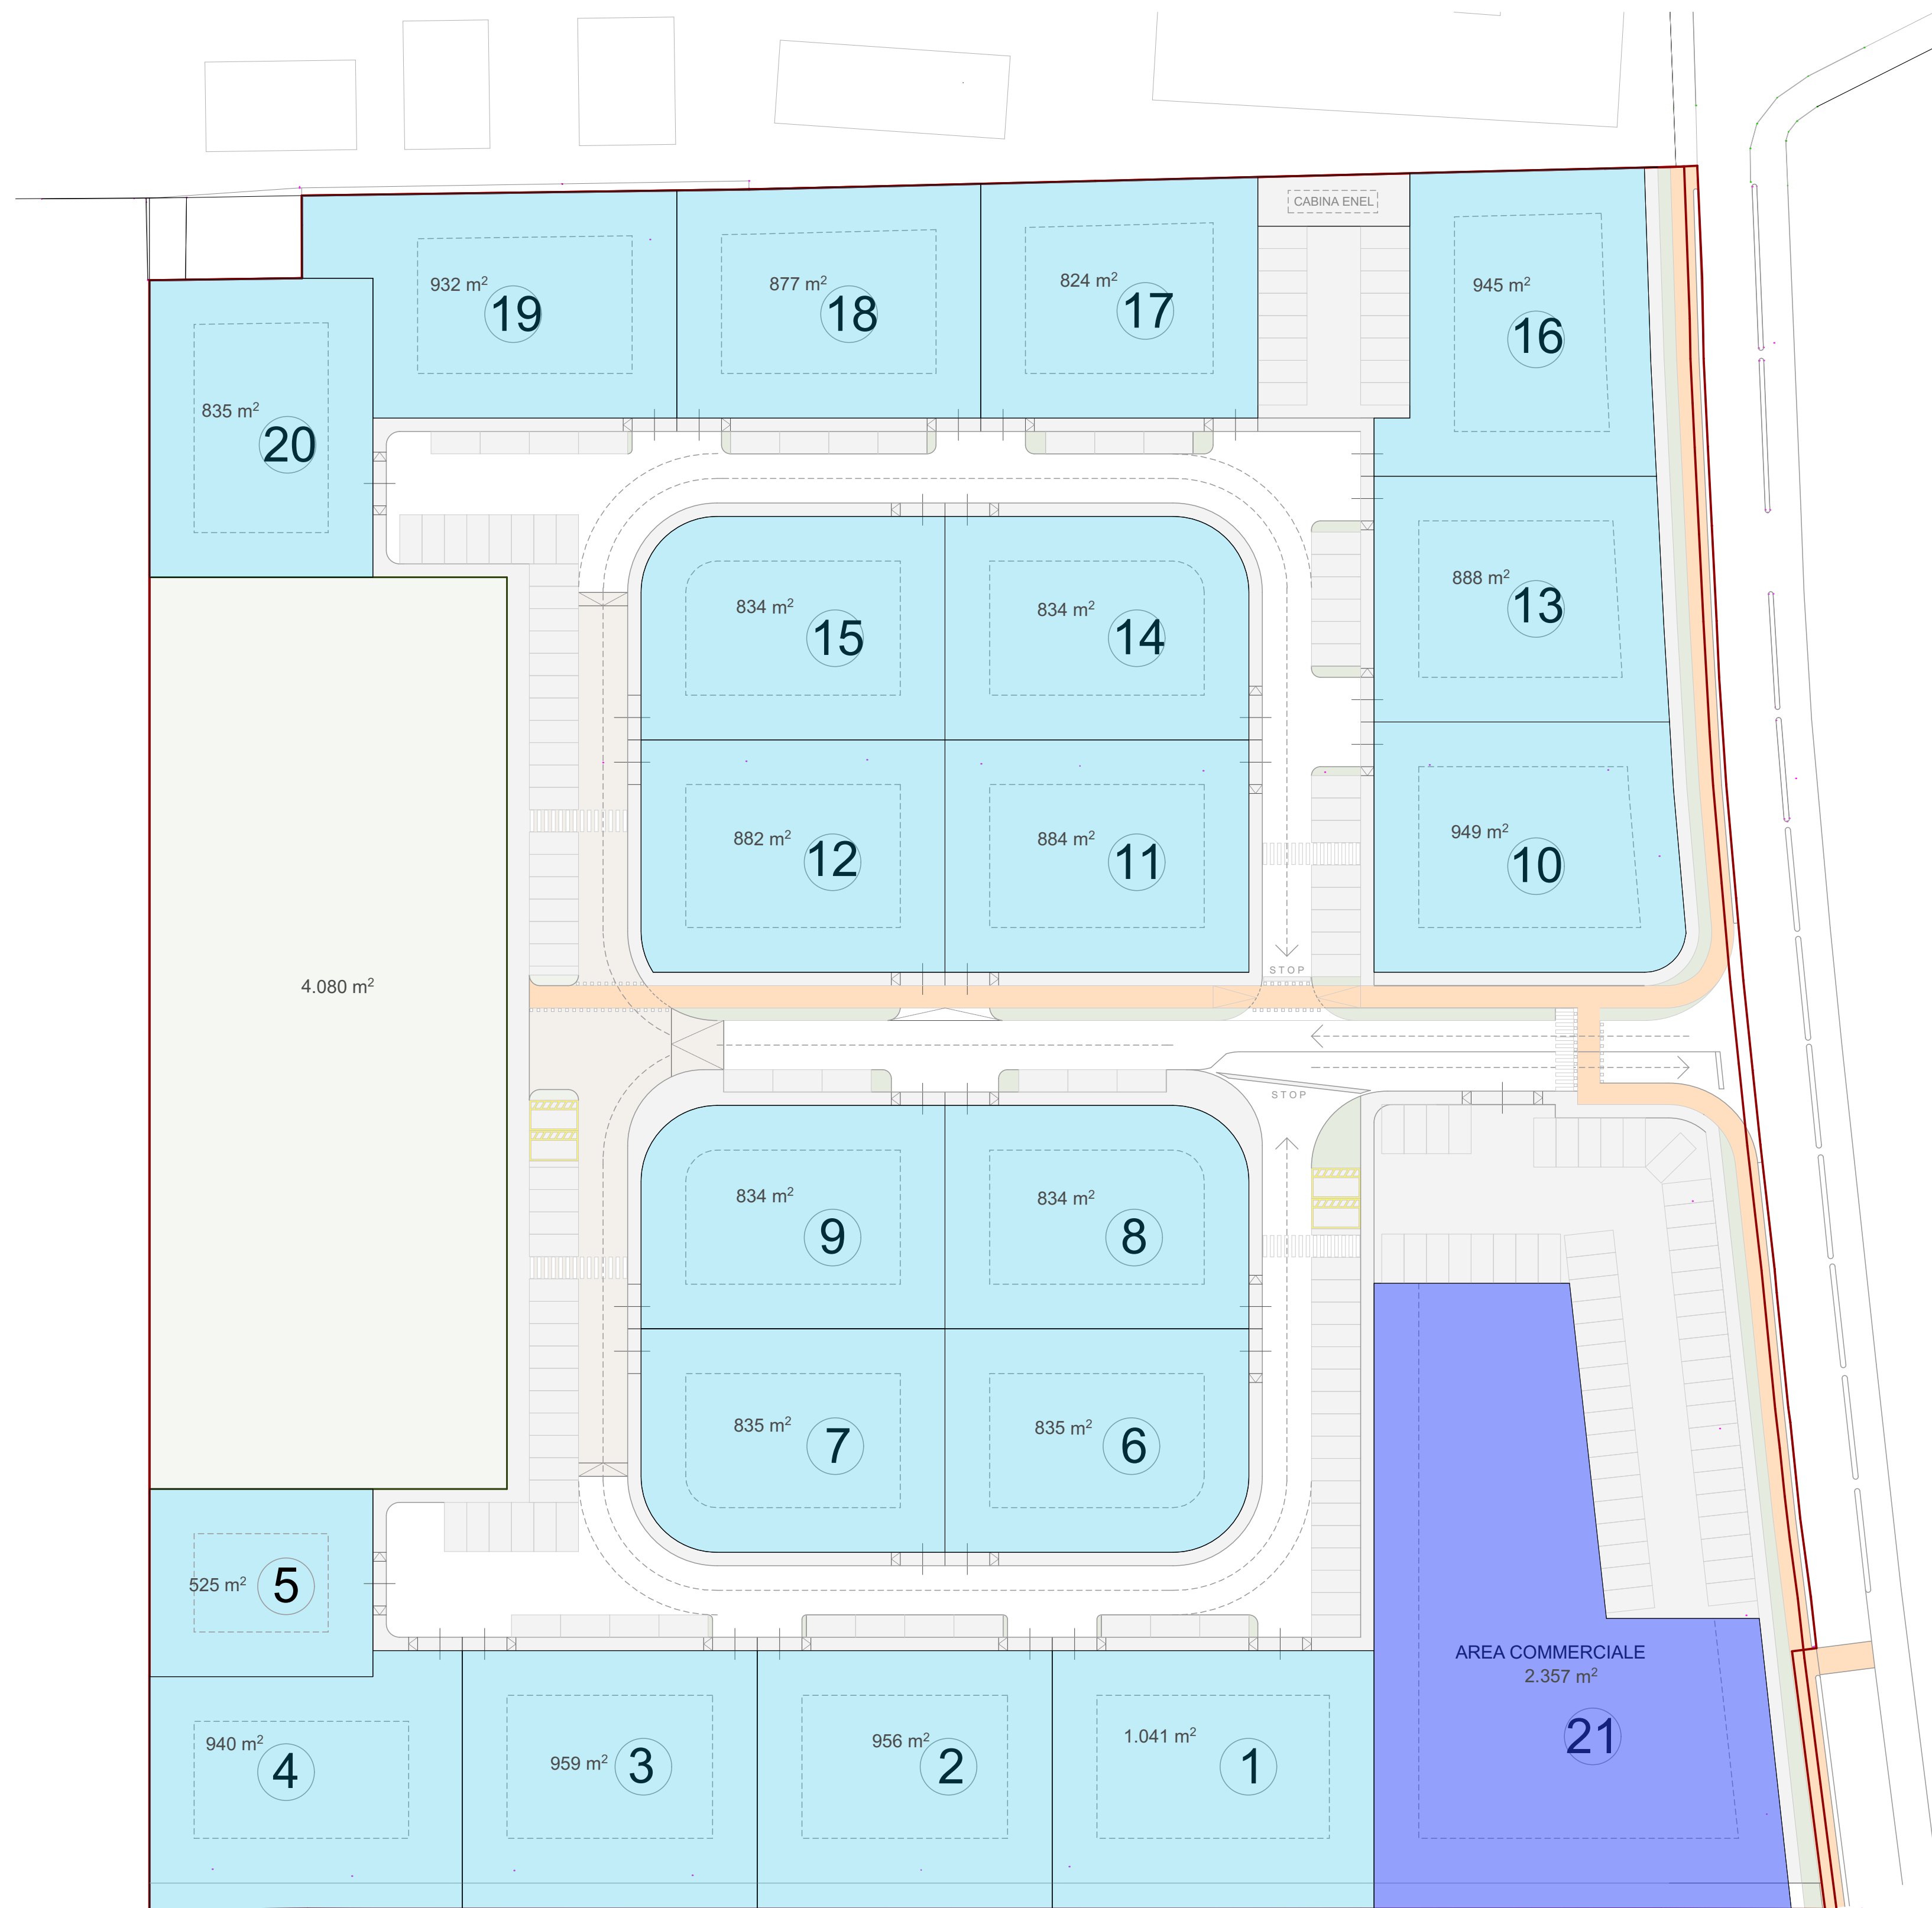 CABINA ENEL
932 m²
19
877 m²
18
824 m²
17
945 m²
16
835 m²
20
834 m²
15
834 m²
14
888 m²
13
882 m²
12
884 m²
11
949 m²
10
4.080 m²
STOP
STOP
834 m²
9
834 m²
8
835 m²
7
835 m²
6
525 m²
5
AREA COMMERCIALE
2.357 m²
21
940 m²
4
959 m²
3
956 m²
2
1.041 m²
1